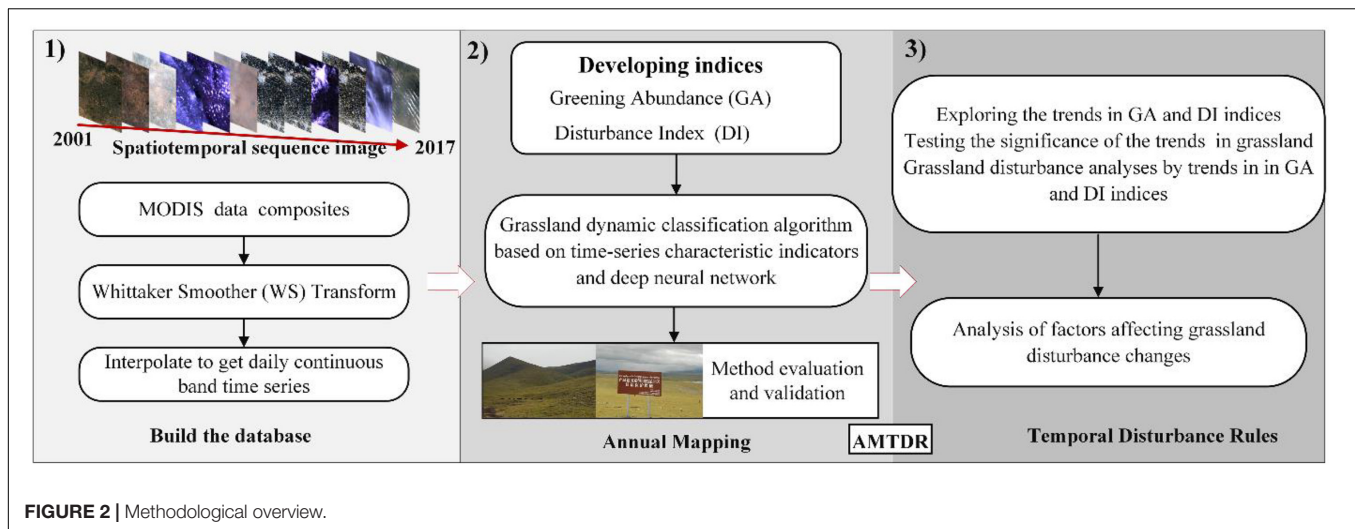 1)
2001
Spatiotemporal sequence image
2017
MODIS data composites
Whittaker Smoother (WS) Transform
Interpolate to get daily continuous
band time series
Build the database
2)
Developing indices
Greening Abundance (GA)
Disturbance Index (DI)
Grassland dynamic classification algorithm
based on time-series characteristic indicators
and deep neural network
Method evaluation
and validation
Annual Mapping
AMTDR
3)
Exploring the trends in GA and DI indices
Testing the significance of the trends in grassland
Grassland disturbance analyses by trends in in GA
and DI indices
Analysis of factors affecting grassland
disturbance changes
Temporal Disturbance Rules
FIGURE 2 | Methodological overview.